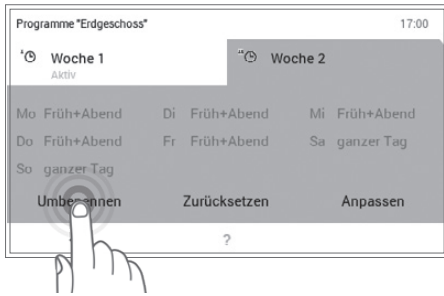 Programme "Erdgeschoss" 17:00
Woche 1 Woche 2
Aktiv
Mo Früh+Abend Di Früh+Abend Mi Früh+Abend
Do Früh+Abend Fr Früh+Abend Sa ganzer Tag
So ganzer Tag
Umbenennen Zurücksetzen Anpassen
?